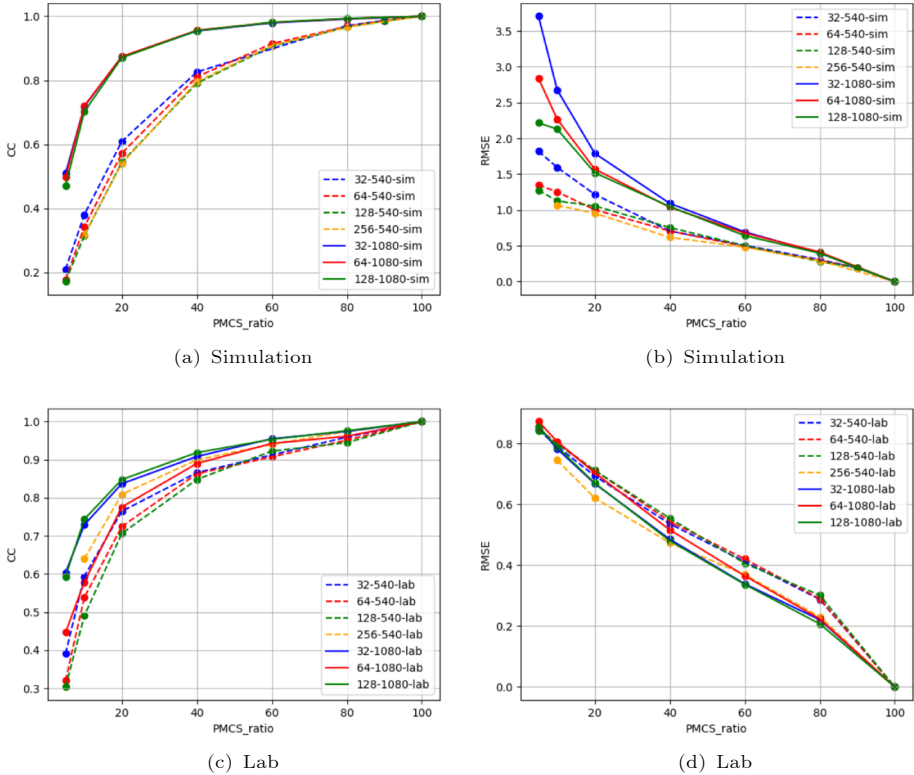 1.0
0.8
0.6
0.4
0.2
CC
20
40
60
80
100
PMCS_ratio
32-540-sim
64-540-sim
128-540-sim
256-540-sim
32-1080-sim
64-1080-sim
128-1080-sim
(a) Simulation
3.5
3.0
2.5
2.0
1.5
1.0
0.5
0.0
RMSE
20
40
60
80
100
PMCS_ratio
32-540-sim
64-540-sim
128-540-sim
256-540-sim
32-1080-sim
64-1080-sim
128-1080-sim
(b) Simulation
1.0
0.9
0.8
0.7
0.6
0.5
0.4
0.3
CC
20
40
60
80
100
PMCS_ratio
32-540-lab
64-540-lab
128-540-lab
256-540-lab
32-1080-lab
64-1080-lab
128-1080-lab
(c) Lab
0.8
0.6
0.4
0.2
0.0
RMSE
20
40
60
80
100
PMCS_ratio
32-540-lab
64-540-lab
128-540-lab
256-540-lab
32-1080-lab
64-1080-lab
128-1080-lab
(d) Lab